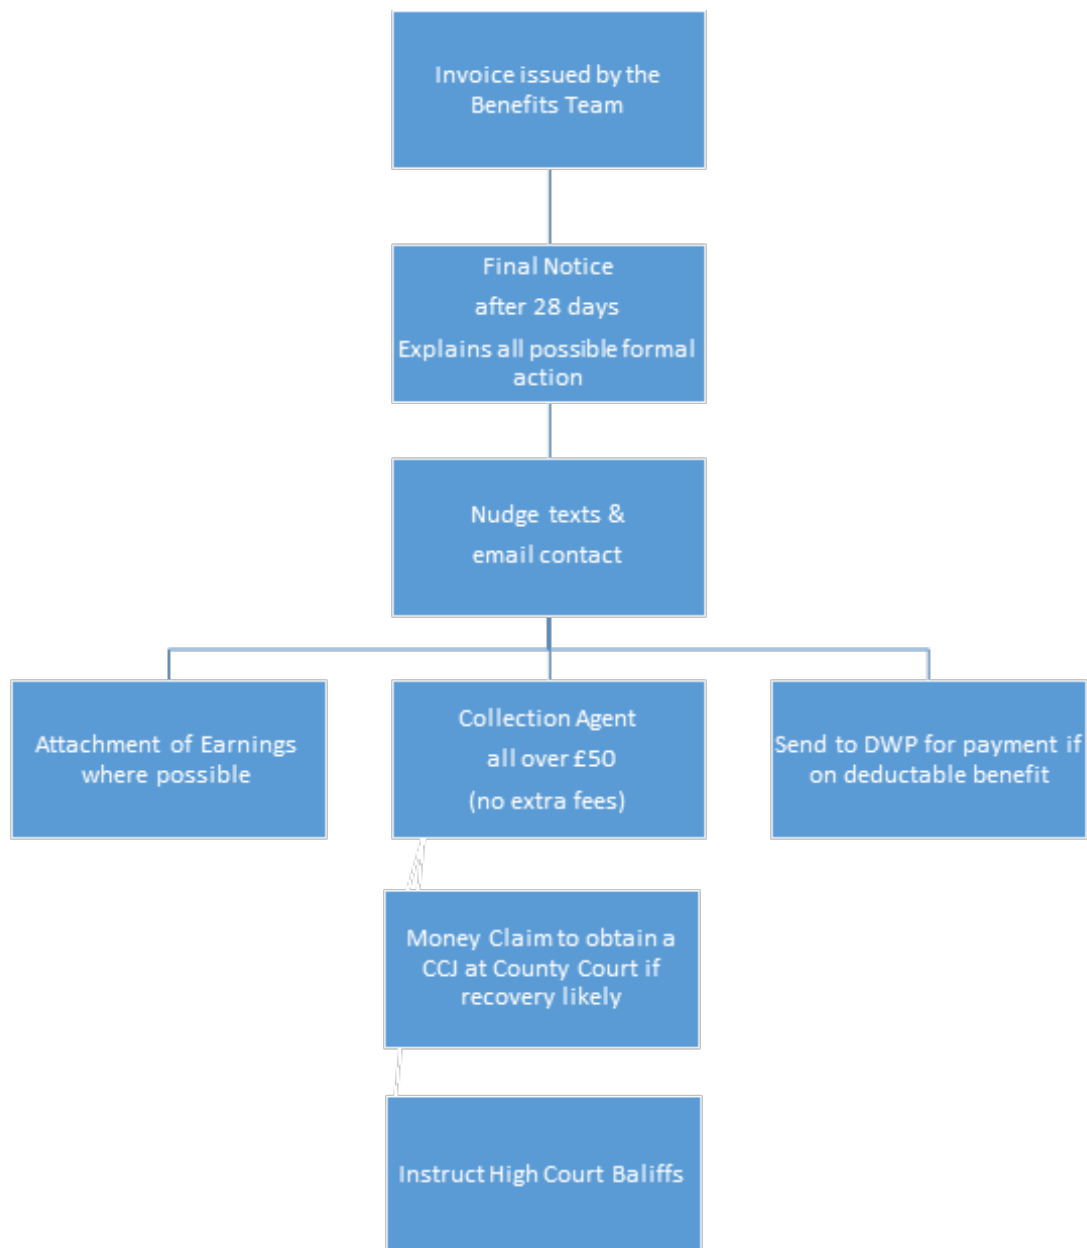 Invoice issued by the
Benefits Team
Final Notice
after 28 days
Explains all possible formal
action
Nudge texts &
email contact
Attachment of Earnings
where possible
Collection Agent
all over £50
(no extra fees)
Send to DWP for payment if
on deductable benefit
Money Claim to obtain a
CCJ at County Court if
recovery likely
Instruct High Court Baliffs